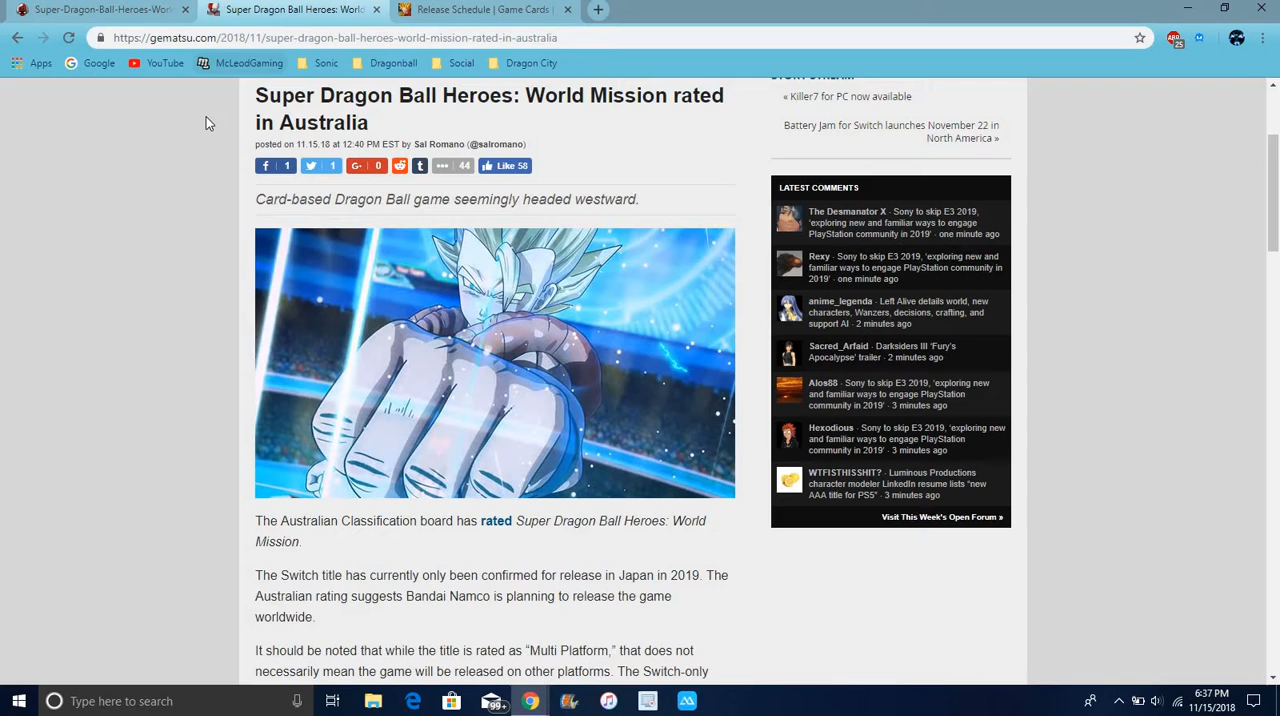 Super-Dragon-Ball-Heroes-World
Super Dragon Ball Heroes: World
Release Schedule | Game Cards |
https://gematsu.com/2018/11/super-dragon-ball-heroes-world-mission-rated-in-australia
25
Apps
Google
YouTube
McLeodGaming
Sonic
Dragonball
Social
Dragon City
Super Dragon Ball Heroes: World Mission rated
in Australia
posted on 11.15.18 at 12:40 PM EST by Sal Romano (@salromano)
1
1
G+ 0
44
Like 58
Card-based Dragon Ball game seemingly headed westward.
The Australian Classification board has rated Super Dragon Ball Heroes: World
Mission.
The Switch title has currently only been confirmed for release in Japan in 2019. The
Australian rating suggests Bandai Namco is planning to release the game
worldwide.
It should be noted that while the title is rated as “Multi Platform,” that does not
necessarily mean the game will be released on other platforms. The Switch-only
STORY STREAM
« Killer7 for PC now available
Battery Jam for Switch launches November 22 in
North America »
LATEST COMMENTS
The Desmanator X · Sony to skip E3 2019,
‘exploring new and familiar ways to engage
PlayStation community in 2019’ · one minute ago
Rexy · Sony to skip E3 2019, ‘exploring new and
familiar ways to engage PlayStation community in
2019’ · one minute ago
anime_legenda · Left Alive details world, new
characters, Wanzers, decisions, crafting, and
support AI · 2 minutes ago
Sacred_Arfaid · Darksiders III ‘Fury’s
Apocalypse’ trailer · 2 minutes ago
Alos88 · Sony to skip E3 2019, ‘exploring new
and familiar ways to engage PlayStation
community in 2019’ · 3 minutes ago
Hexodious · Sony to skip E3 2019, ‘exploring new
and familiar ways to engage PlayStation
community in 2019’ · 3 minutes ago
WTFISTHISSHIT? · Luminous Productions
character modeler LinkedIn resume lists “new
AAA title for PS5” · 3 minutes ago
Visit This Week's Open Forum »
Type here to search
99+
6:37 PM
11/15/2018